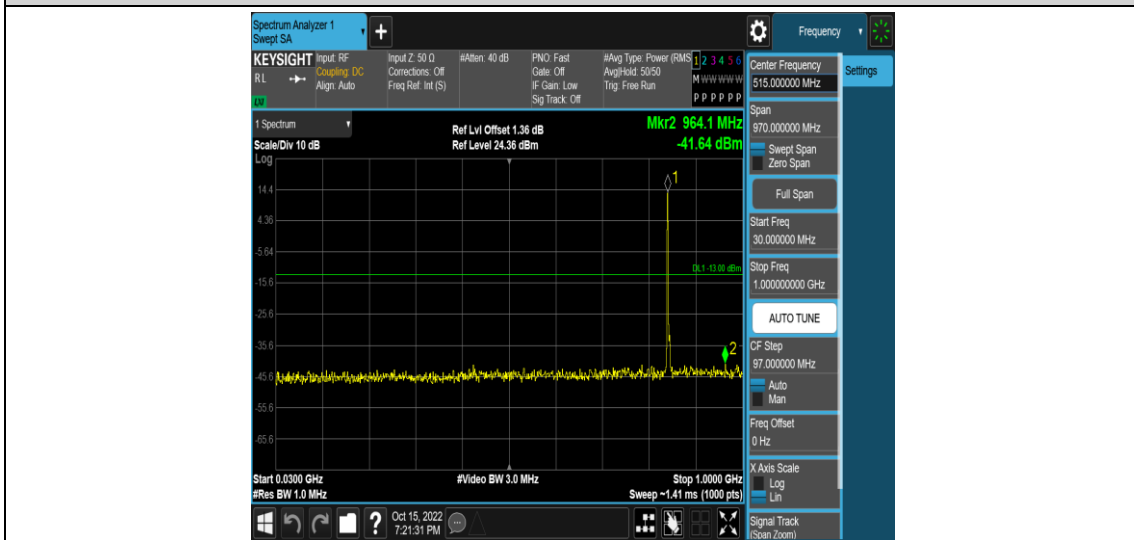 Spectrum Analyzer 1
Swept SA
+
Frequency
KEYSIGHT
RL
LXI
Input: RF
Coupling: DC
Align: Auto
Input Z: 50 Ω
Corrections: Off
Freq Ref: Int (S)
#Atten: 40 dB
PNO: Fast
Gate: Off
IF Gain: Low
Sig Track: Off
#Avg Type: Power (RMS
Avg|Hold: 50/50
Trig: Free Run
1 2 3 4 5 6
M W W W W W
P P P P P P
Center Frequency
515.000000 MHz
Settings
Span
970.000000 MHz
Swept Span
Zero Span
Full Span
Start Freq
30.000000 MHz
Stop Freq
1.000000000 GHz
AUTO TUNE
CF Step
97.000000 MHz
Auto
Man
Freq Offset
0 Hz
X Axis Scale
Log
Lin
Signal Track
(Span Zoom)
1 Spectrum
Scale/Div 10 dB
Ref Lvl Offset 1.36 dB
Ref Level 24.36 dBm
Mkr2 964.1 MHz
-41.64 dBm
Log
1
14.4
4.36
-5.64
DL1 -13.00 dBm
-15.6
-25.6
-35.6
2
-45.6
-55.6
-65.6
Start 0.0300 GHz
#Video BW 3.0 MHz
Stop 1.0000 GHz
#Res BW 1.0 MHz
Sweep ~1.41 ms (1000 pts)
?
Oct 15, 2022
7:21:31 PM